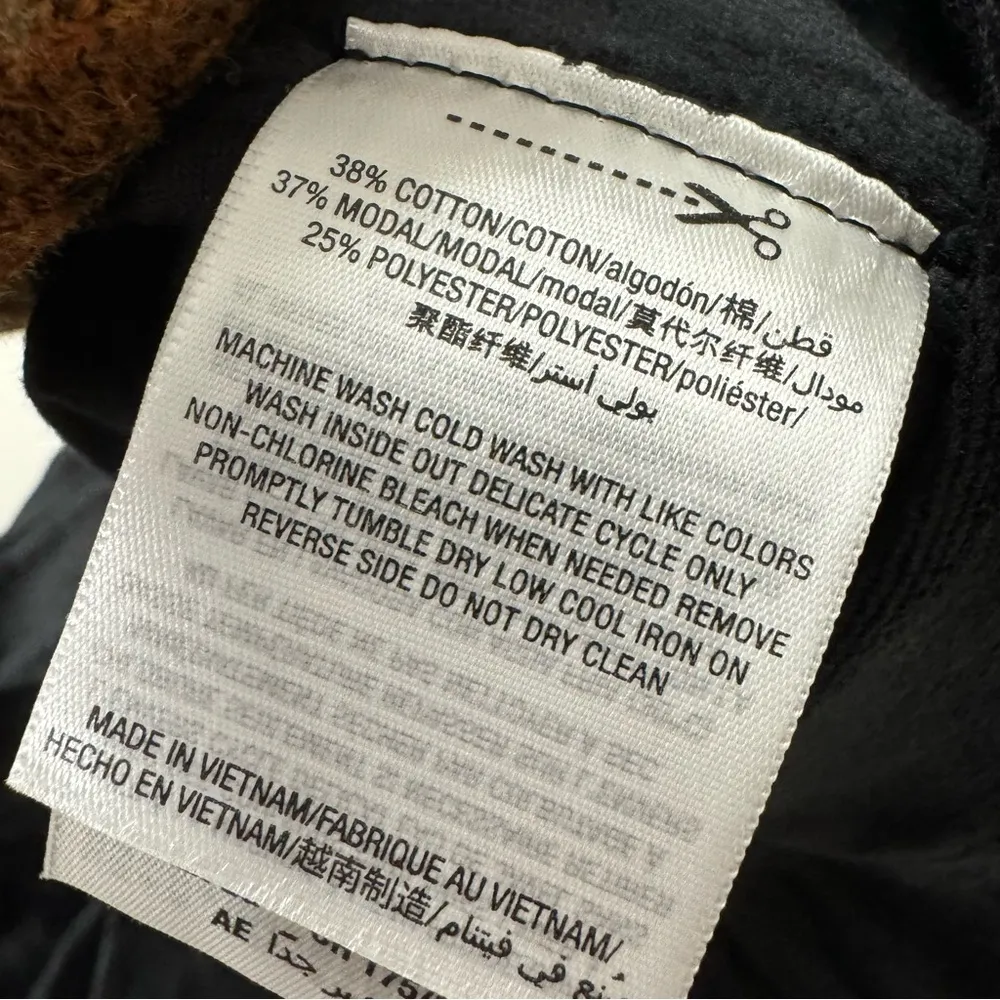 38% COTTON/COTON/algodón/棉/قطن/
37% MODAL/MODAL/modal/莫代尔纤维/مودال/
25% POLYESTER/POLYESTER/poliéster/
聚酯纤维/بولي أستر
MACHINE WASH COLD WASH WITH LIKE COLORS
WASH INSIDE OUT DELICATE CYCLE ONLY
NON-CHLORINE BLEACH WHEN NEEDED REMOVE
PROMPTLY TUMBLE DRY LOW COOL IRON ON
REVERSE SIDE DO NOT DRY CLEAN
MADE IN VIETNAM/FABRIQUE AU VIETNAM/
HECHO EN VIETNAM/越南制造/صنع في فيتنام
AE جدا